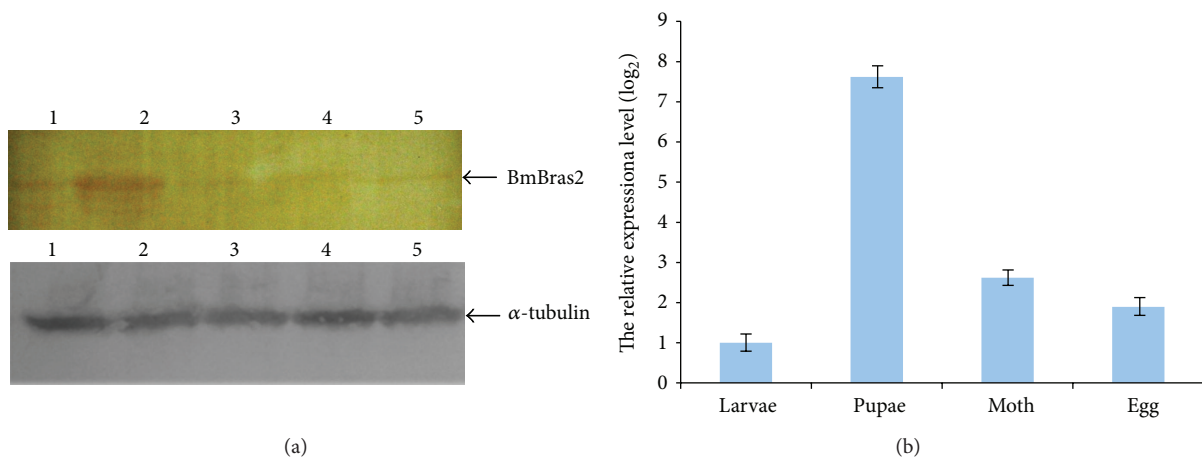 1 2 3 4 5
BmBras2
1 2 3 4 5
α-tubulin
(a)
The relative expressiona level (log2)
9
8
7
6
5
4
3
2
1
0
Larvae Pupae Moth Egg
(b)